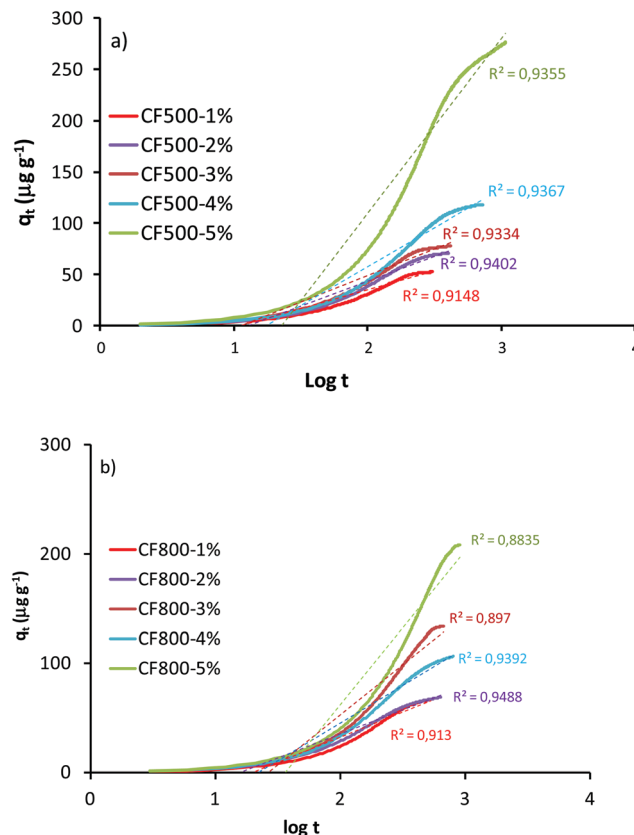 a)
300
250
200
150
100
50
0
qt (µg g-1)
CF500-1%
CF500-2%
CF500-3%
CF500-4%
CF500-5%
R² = 0,9355
R² = 0,9367
R² = 0,9334
R² = 0,9402
R² = 0,9148
0 1 2 3 4
Log t
b)
300
200
100
0
qt (µg g-1)
CF800-1%
CF800-2%
CF800-3%
CF800-4%
CF800-5%
R² = 0,8835
R² = 0,897
R² = 0,9392
R² = 0,9488
R² = 0,913
0 1 2 3 4
log t